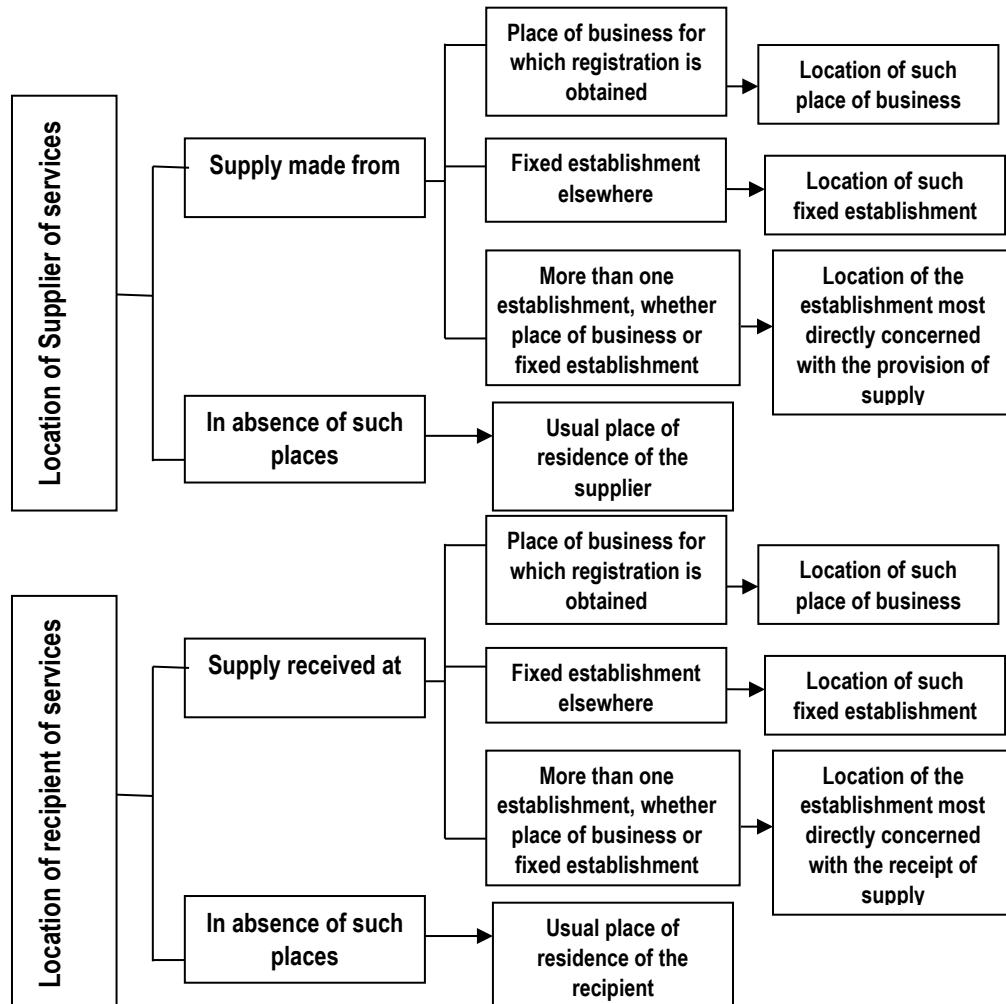 Location of Supplier of services
Supply made from
Place of business for
which registration is
obtained
Location of such
place of business
Fixed establishment
elsewhere
Location of such
fixed establishment
More than one
establishment, whether
place of business or
fixed establishment
Location of the
establishment most
directly concerned
with the provision of
supply
In absence of such
places
Usual place of
residence of the
supplier
Location of recipient of services
Supply received at
Place of business for
which registration is
obtained
Location of such
place of business
Fixed establishment
elsewhere
Location of such
fixed establishment
More than one
establishment, whether
place of business or
fixed establishment
Location of the
establishment most
directly concerned
with the receipt of
supply
In absence of such
places
Usual place of
residence of the
recipient